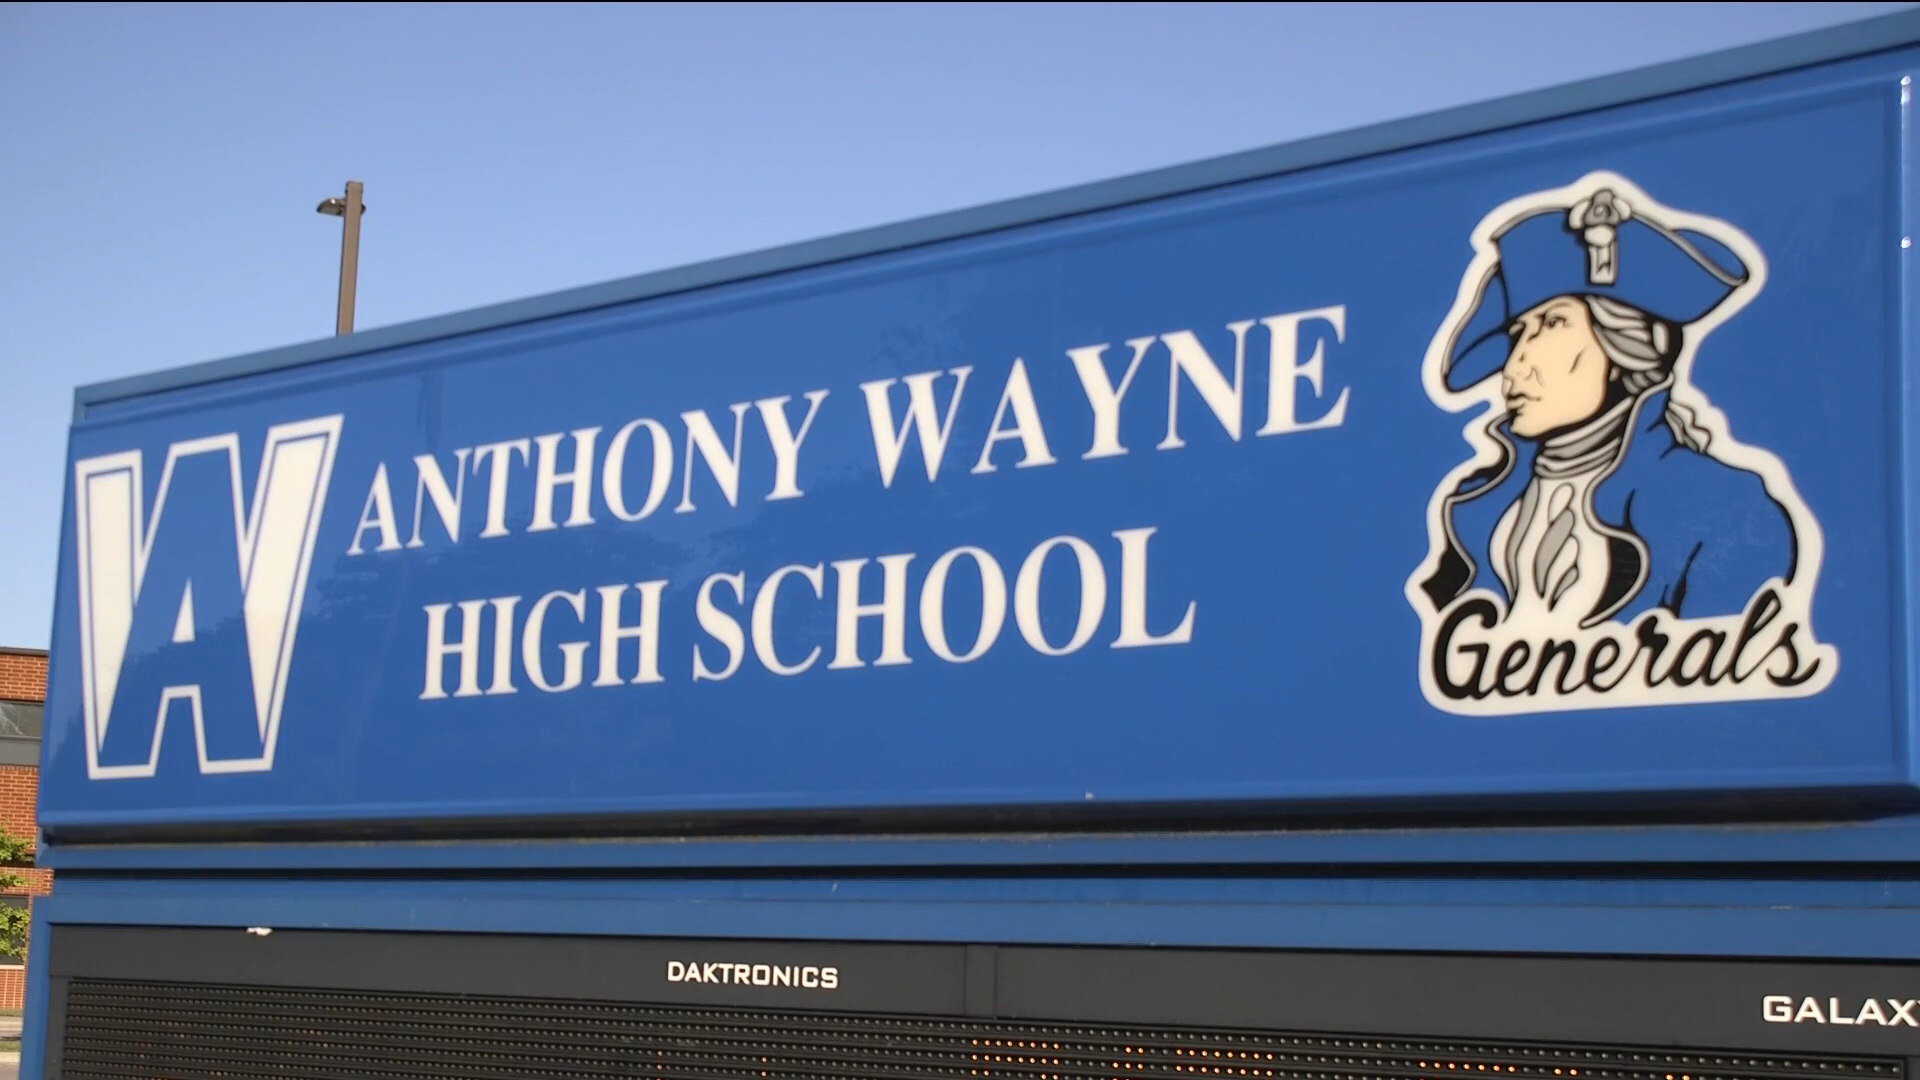 AW
ANTHONY WAYNE
HIGH SCHOOL
Generals
DAKTRONICS
GALAX